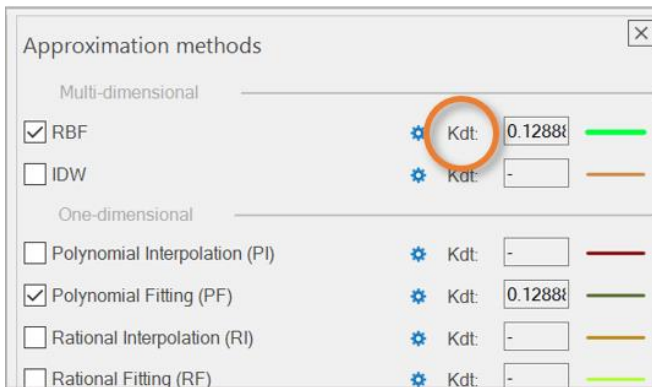 Approximation methods
Multi-dimensional
RBF Kdt: 0.1288
IDW Kdt: -
One-dimensional
Polynomial Interpolation (PI) Kdt: -
Polynomial Fitting (PF) Kdt: 0.1288
Rational Interpolation (RI) Kdt: -
Rational Fitting (RF) Kdt: -